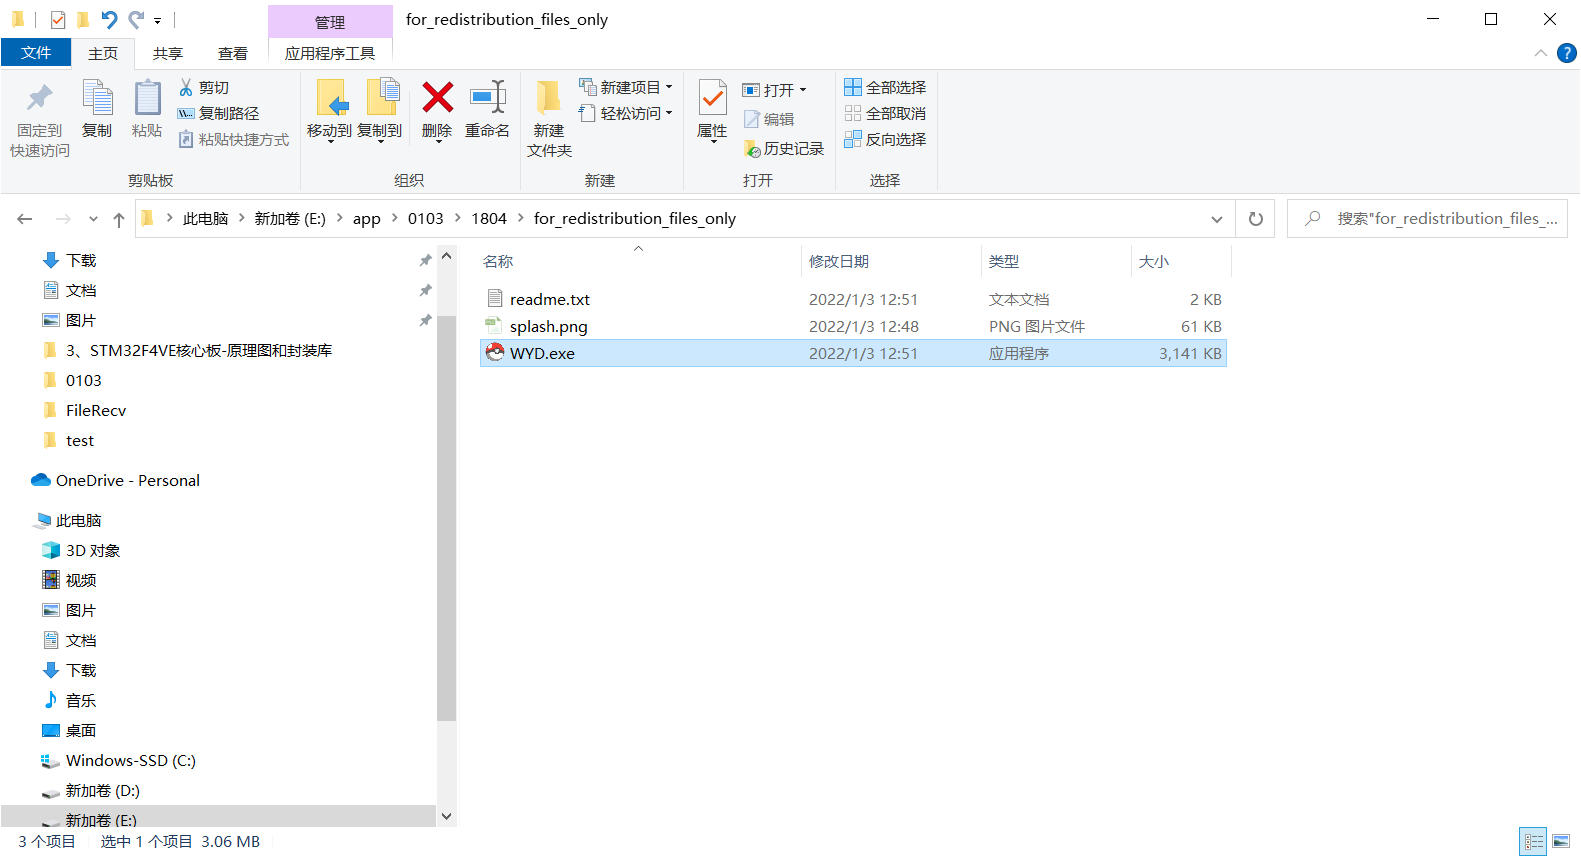 管理
for_redistribution_files_only
文件
主页
共享
查看
应用程序工具
固定到
快速访问
复制
粘贴
剪切
复制路径
粘贴快捷方式
剪贴板
移动到
复制到
删除
重命名
组织
新建
文件夹
新建项目
轻松访问
新建
属性
打开
编辑
历史记录
打开
全部选择
全部取消
反向选择
选择
此电脑
新加卷 (E:)
app
0103
1804
for_redistribution_files_only
搜索"for_redistribution_files_...
下载
文档
图片
3、STM32F4VE核心板-原理图和封装库
0103
FileRecv
test
OneDrive - Personal
此电脑
3D 对象
视频
图片
文档
下载
音乐
桌面
Windows-SSD (C:)
新加卷 (D:)
新加卷 (E:)
名称 修改日期 类型 大小
readme.txt 2022/1/3 12:51 文本文档 2 KB
splash.png 2022/1/3 12:48 PNG 图片文件 61 KB
WYD.exe 2022/1/3 12:51 应用程序 3,141 KB
3 个项目 选中 1 个项目 3.06 MB